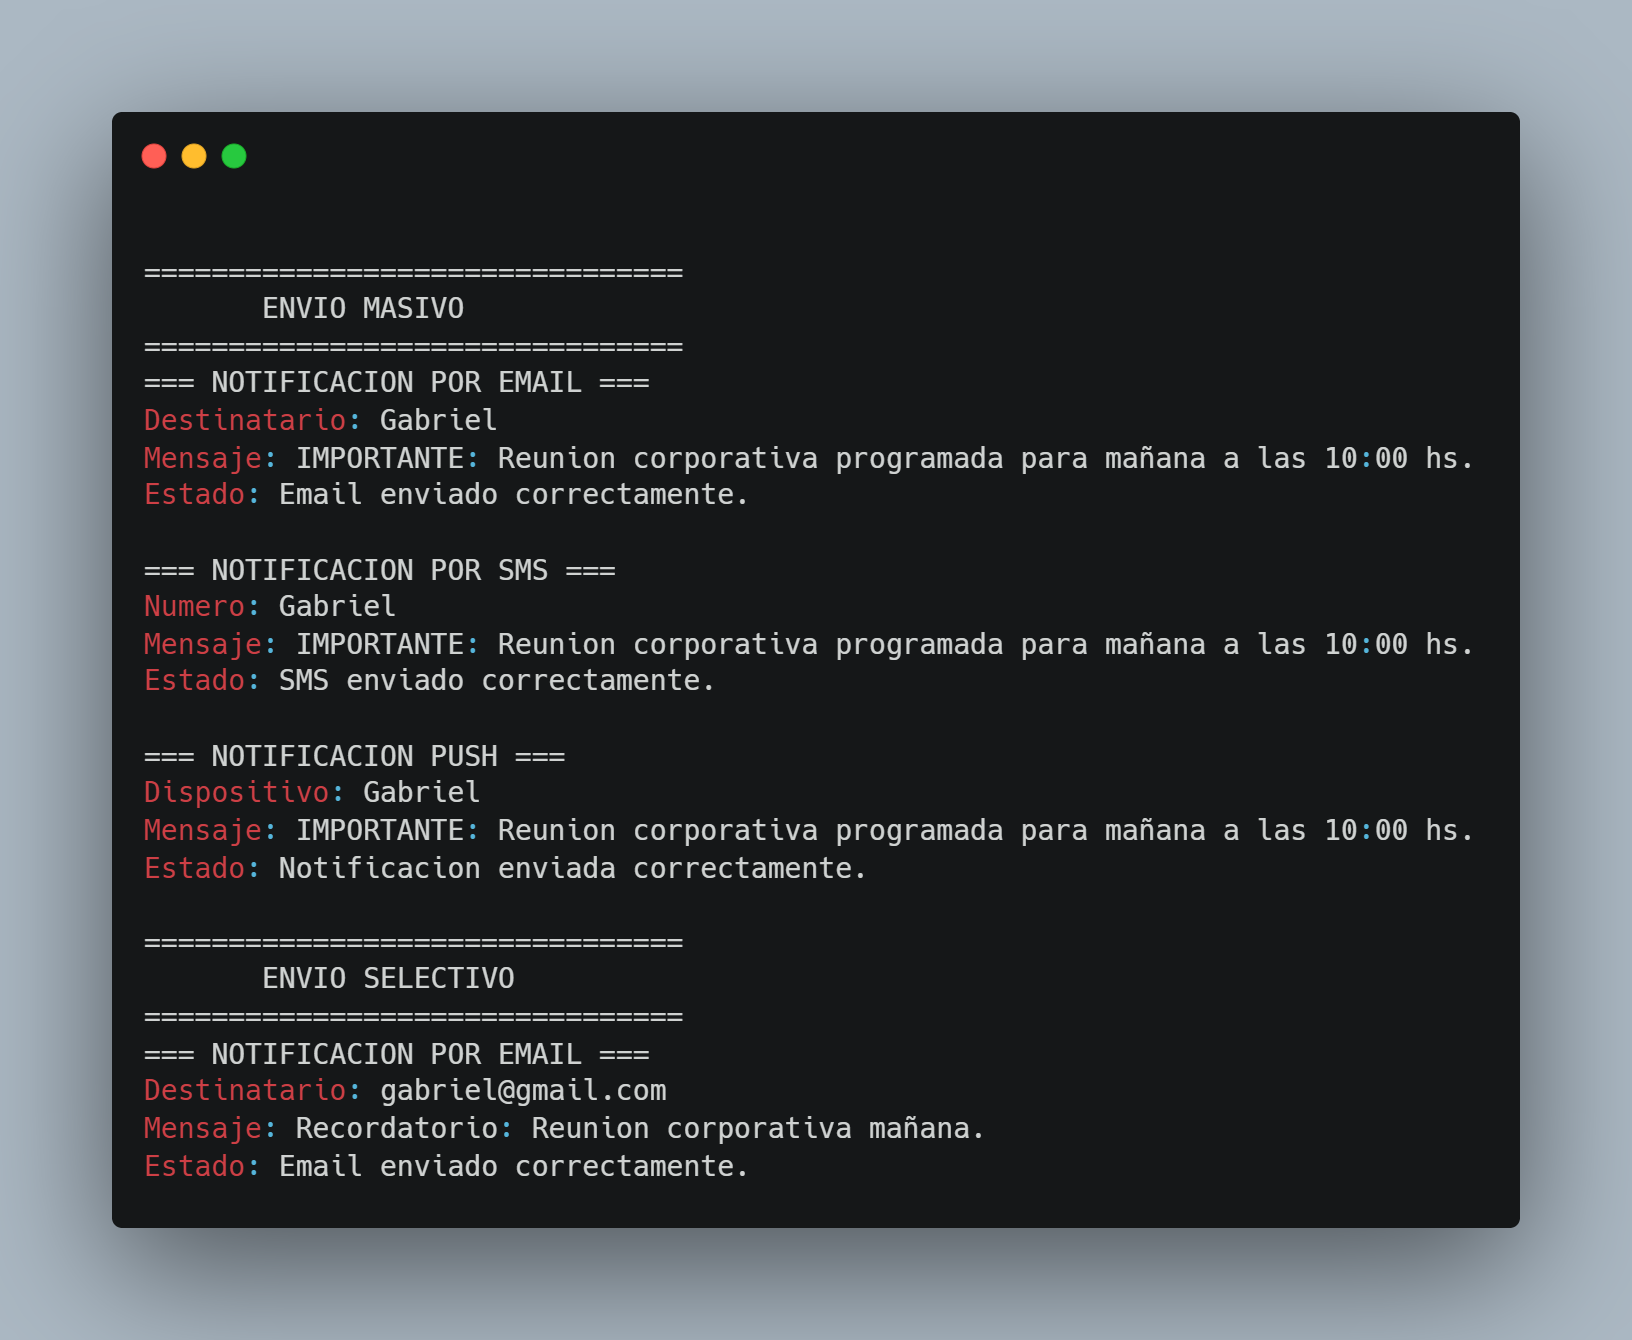 ================================
       ENVIO MASIVO
================================
=== NOTIFICACION POR EMAIL ===
Destinatario: Gabriel
Mensaje: IMPORTANTE: Reunion corporativa programada para mañana a las 10:00 hs.
Estado: Email enviado correctamente.

=== NOTIFICACION POR SMS ===
Numero: Gabriel
Mensaje: IMPORTANTE: Reunion corporativa programada para mañana a las 10:00 hs.
Estado: SMS enviado correctamente.

=== NOTIFICACION PUSH ===
Dispositivo: Gabriel
Mensaje: IMPORTANTE: Reunion corporativa programada para mañana a las 10:00 hs.
Estado: Notificacion enviada correctamente.

================================
       ENVIO SELECTIVO
================================
=== NOTIFICACION POR EMAIL ===
Destinatario: gabriel@gmail.com
Mensaje: Recordatorio: Reunion corporativa mañana.
Estado: Email enviado correctamente.